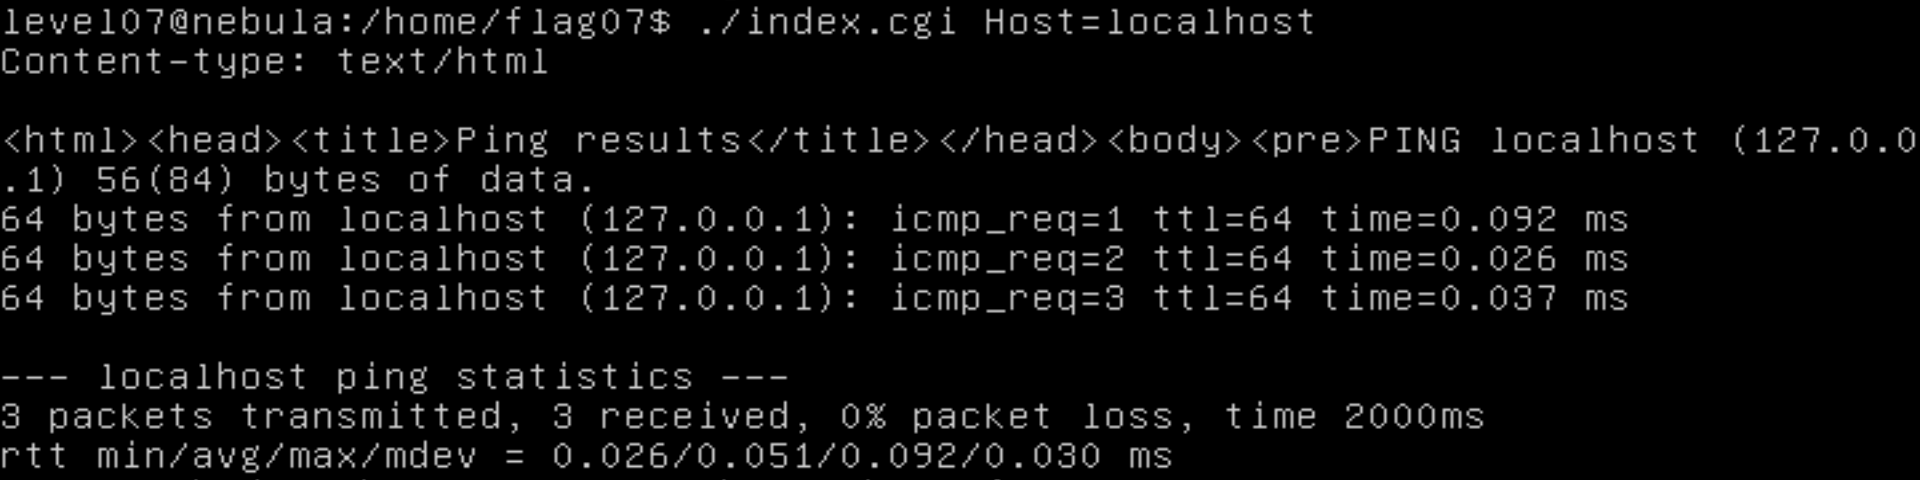 level07@nebula:/home/flag07$ ./index.cgi Host=localhost
Content-type: text/html
<html><head><title>Ping results</title></head><body><pre>PING localhost (127.0.0
.1) 56(84) bytes of data.
64 bytes from localhost (127.0.0.1): icmp_req=1 ttl=64 time=0.092 ms
64 bytes from localhost (127.0.0.1): icmp_req=2 ttl=64 time=0.026 ms
64 bytes from localhost (127.0.0.1): icmp_req=3 ttl=64 time=0.037 ms
--- localhost ping statistics ---
3 packets transmitted, 3 received, 0% packet loss, time 2000ms
rtt min/avg/max/mdev = 0.026/0.051/0.092/0.030 ms